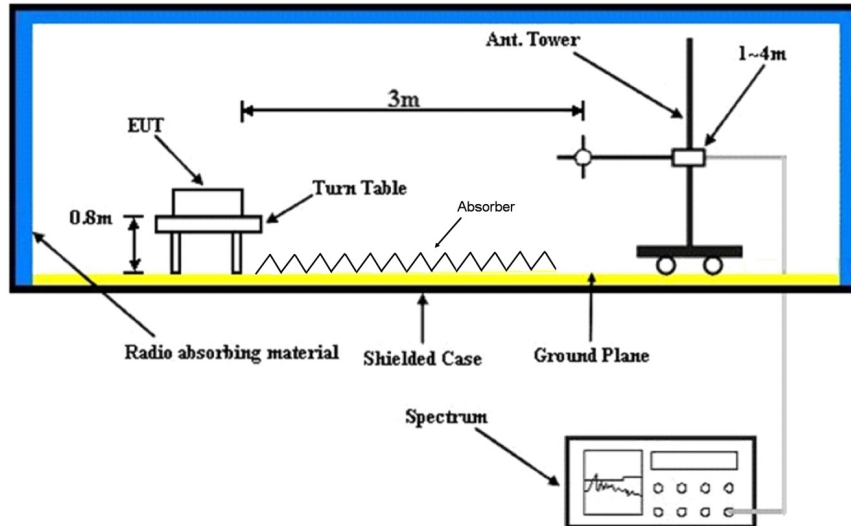 Ant. Tower
1~4m
3m
EUT
Turn Table
0.8m
Absorber
Radio absorbing material
Shielded Case
Ground Plane
Spectrum